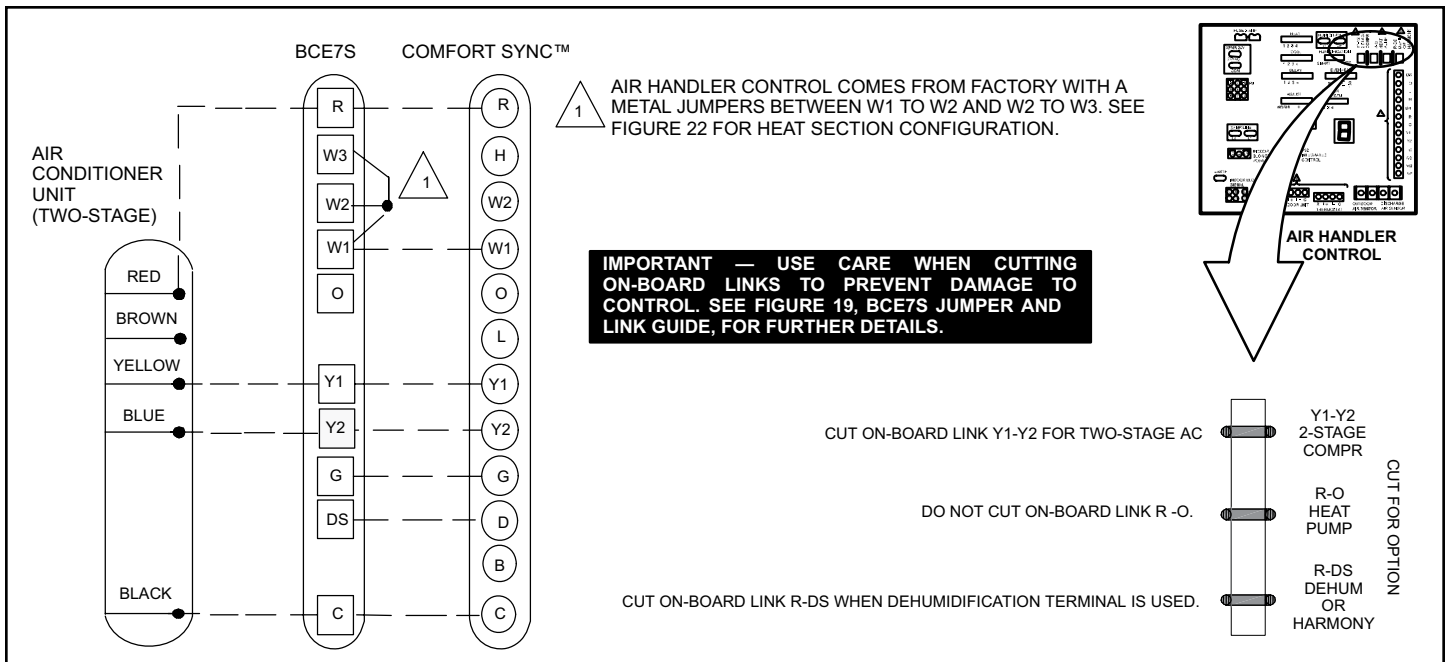 BCE7S
COMFORT SYNC™
AIR
CONDITIONER
UNIT
(TWO-STAGE)
RED
BROWN
YELLOW
BLUE
BLACK
R
W3
W2
W1
O
Y1
Y2
G
DS
C
R
H
W2
W1
O
L
Y1
Y2
G
D
B
C
1
1
AIR HANDLER CONTROL COMES FROM FACTORY WITH A
METAL JUMPERS BETWEEN W1 TO W2 AND W2 TO W3. SEE
FIGURE 22 FOR HEAT SECTION CONFIGURATION.
IMPORTANT — USE CARE WHEN CUTTING
ON-BOARD LINKS TO PREVENT DAMAGE TO
CONTROL. SEE FIGURE 19, BCE7S JUMPER AND
LINK GUIDE, FOR FURTHER DETAILS.
AIR HANDLER
CONTROL
CUT ON-BOARD LINK Y1-Y2 FOR TWO-STAGE AC
Y1-Y2
2-STAGE
COMPR
DO NOT CUT ON-BOARD LINK R -O.
R-O
HEAT
PUMP
CUT ON-BOARD LINK R-DS WHEN DEHUMIDIFICATION TERMINAL IS USED.
R-DS
DEHUM
OR
HARMONY
CUT FOR OPTION